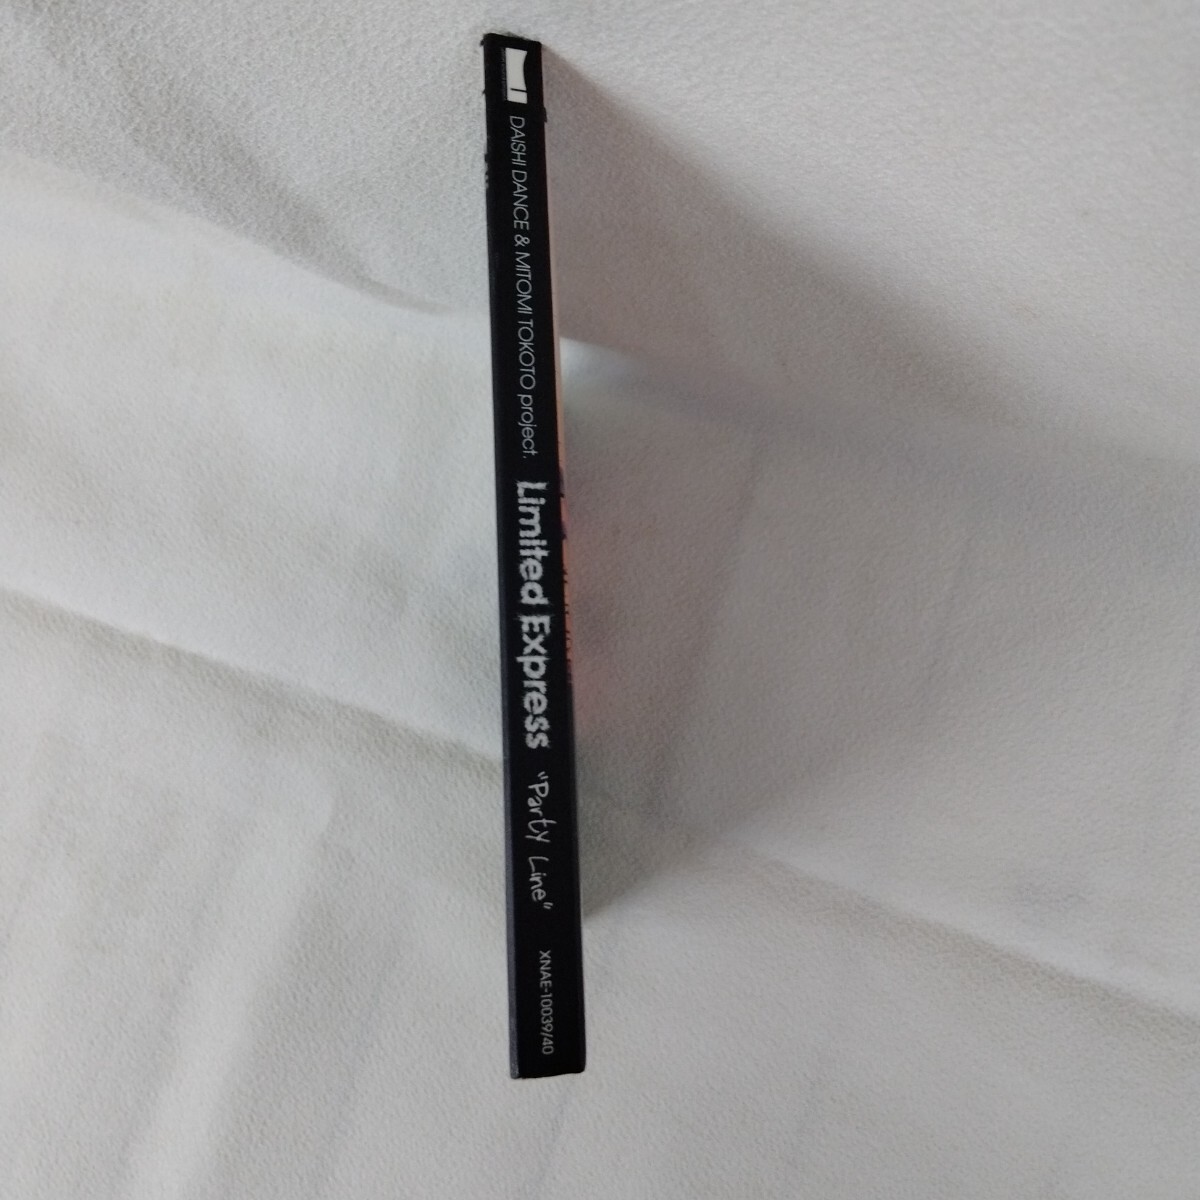 DAISHI DANCE & MITOMI TOKOTO project. Limited Express "Party Line" XNAE-10039/40